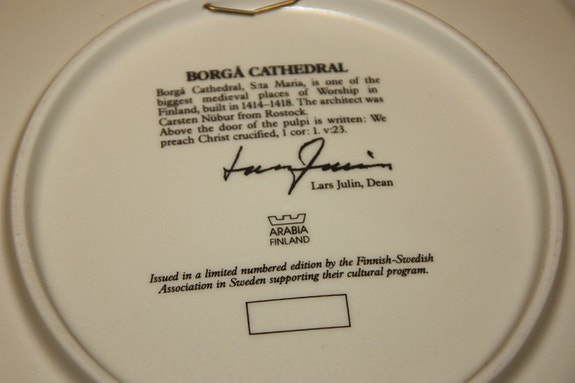 BORGÅ CATHEDRAL
Borgå Cathedral, S:ta Maria, is one of the
biggest medieval places of Worship in
Finland, built in 1414–1418. The architect was
Carsten Nübur from Rostock.
Above the door of the pulpi is written: We
preach Christ crucified, 1 cor: 1. v:23.
Lars Julin
Lars Julin, Dean
ARABIA
FINLAND
Issued in a limited numbered edition by the Finnish-Swedish
Association in Sweden supporting their cultural program.